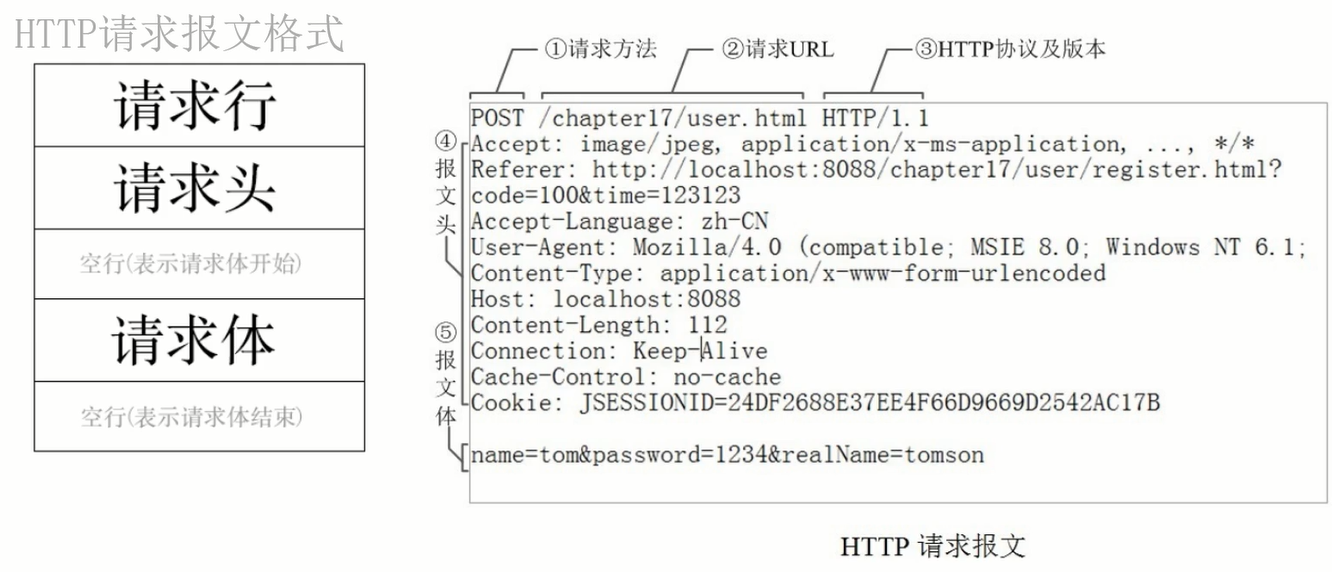 HTTP请求报文格式
请求行
请求头
空行(表示请求体开始)
请求体
空行(表示请求体结束)
①请求方法
②请求URL
③HTTP协议及版本
④报文头
⑤报文体
POST /chapter17/user.html HTTP/1.1
Accept: image/jpeg, application/x-ms-application, ..., */*
Referer: http://localhost:8088/chapter17/user/register.html?
code=100&time=123123
Accept-Language: zh-CN
User-Agent: Mozilla/4.0 (compatible; MSIE 8.0; Windows NT 6.1;
Content-Type: application/x-www-form-urlencoded
Host: localhost:8088
Content-Length: 112
Connection: Keep-Alive
Cache-Control: no-cache
Cookie: JSESSIONID=24DF2688E37EE4F66D9669D2542AC17B
name=tom&password=1234&realName=tomson
HTTP 请求报文